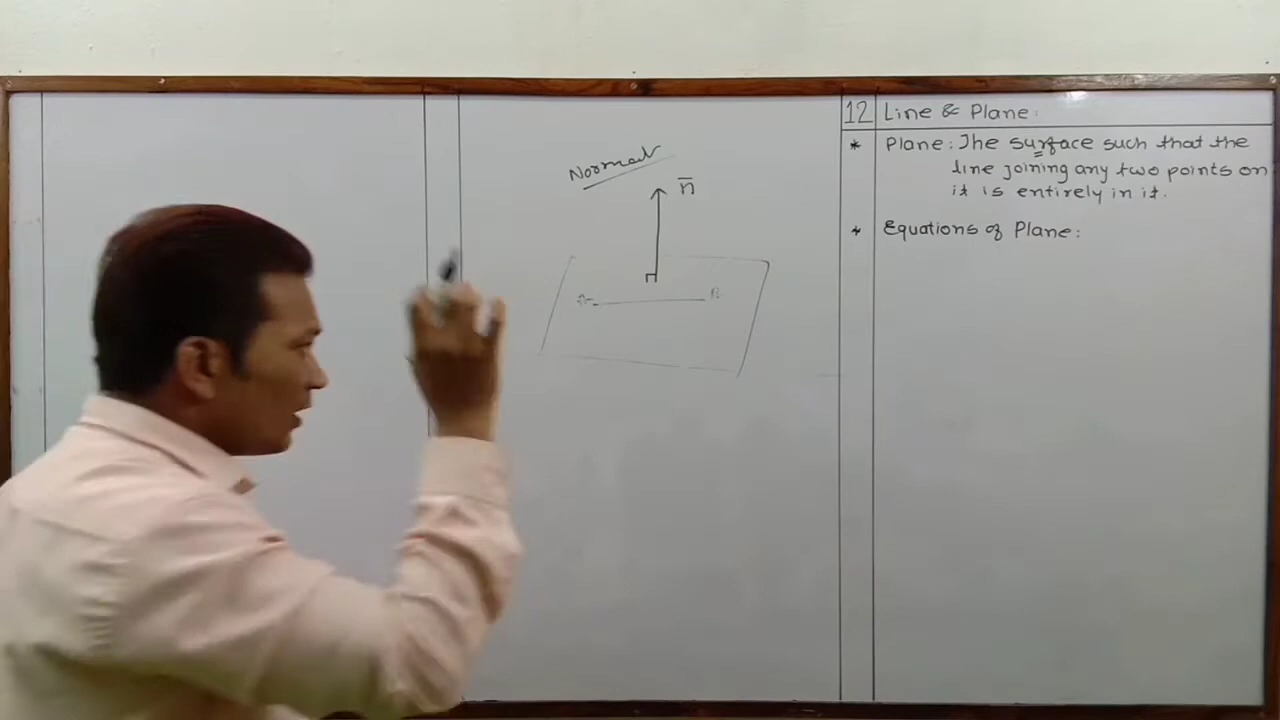 Normal
n̅
A
B
12 Line & Plane:
* Plane: The surface such that the
line joining any two points on
it is entirely in it.
* Equations of Plane: